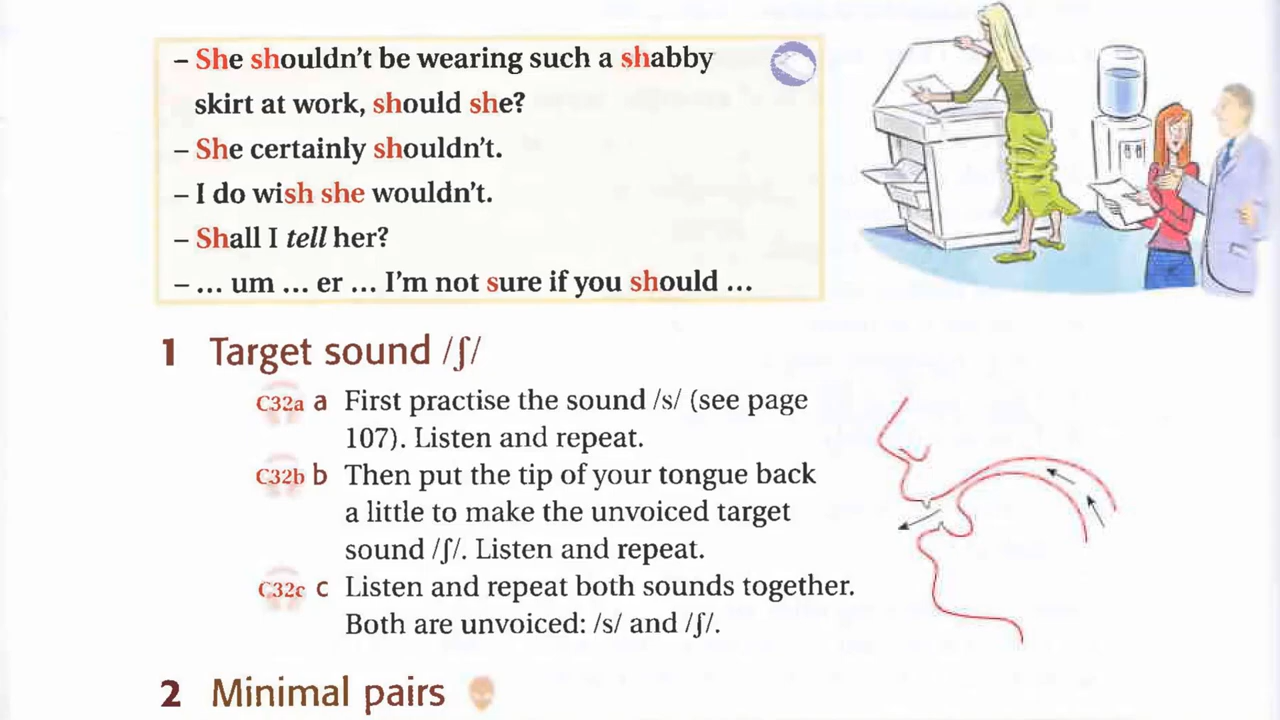 – She shouldn't be wearing such a shabby
skirt at work, should she?
– She certainly shouldn't.
– I do wish she wouldn't.
– Shall I tell her?
– ... um ... er ... I'm not sure if you should ...
1 Target sound /ʃ/
C32a a First practise the sound /s/ (see page
107). Listen and repeat.
C32b b Then put the tip of your tongue back
a little to make the unvoiced target
sound /ʃ/. Listen and repeat.
C32c c Listen and repeat both sounds together.
Both are unvoiced: /s/ and /ʃ/.
2 Minimal pairs